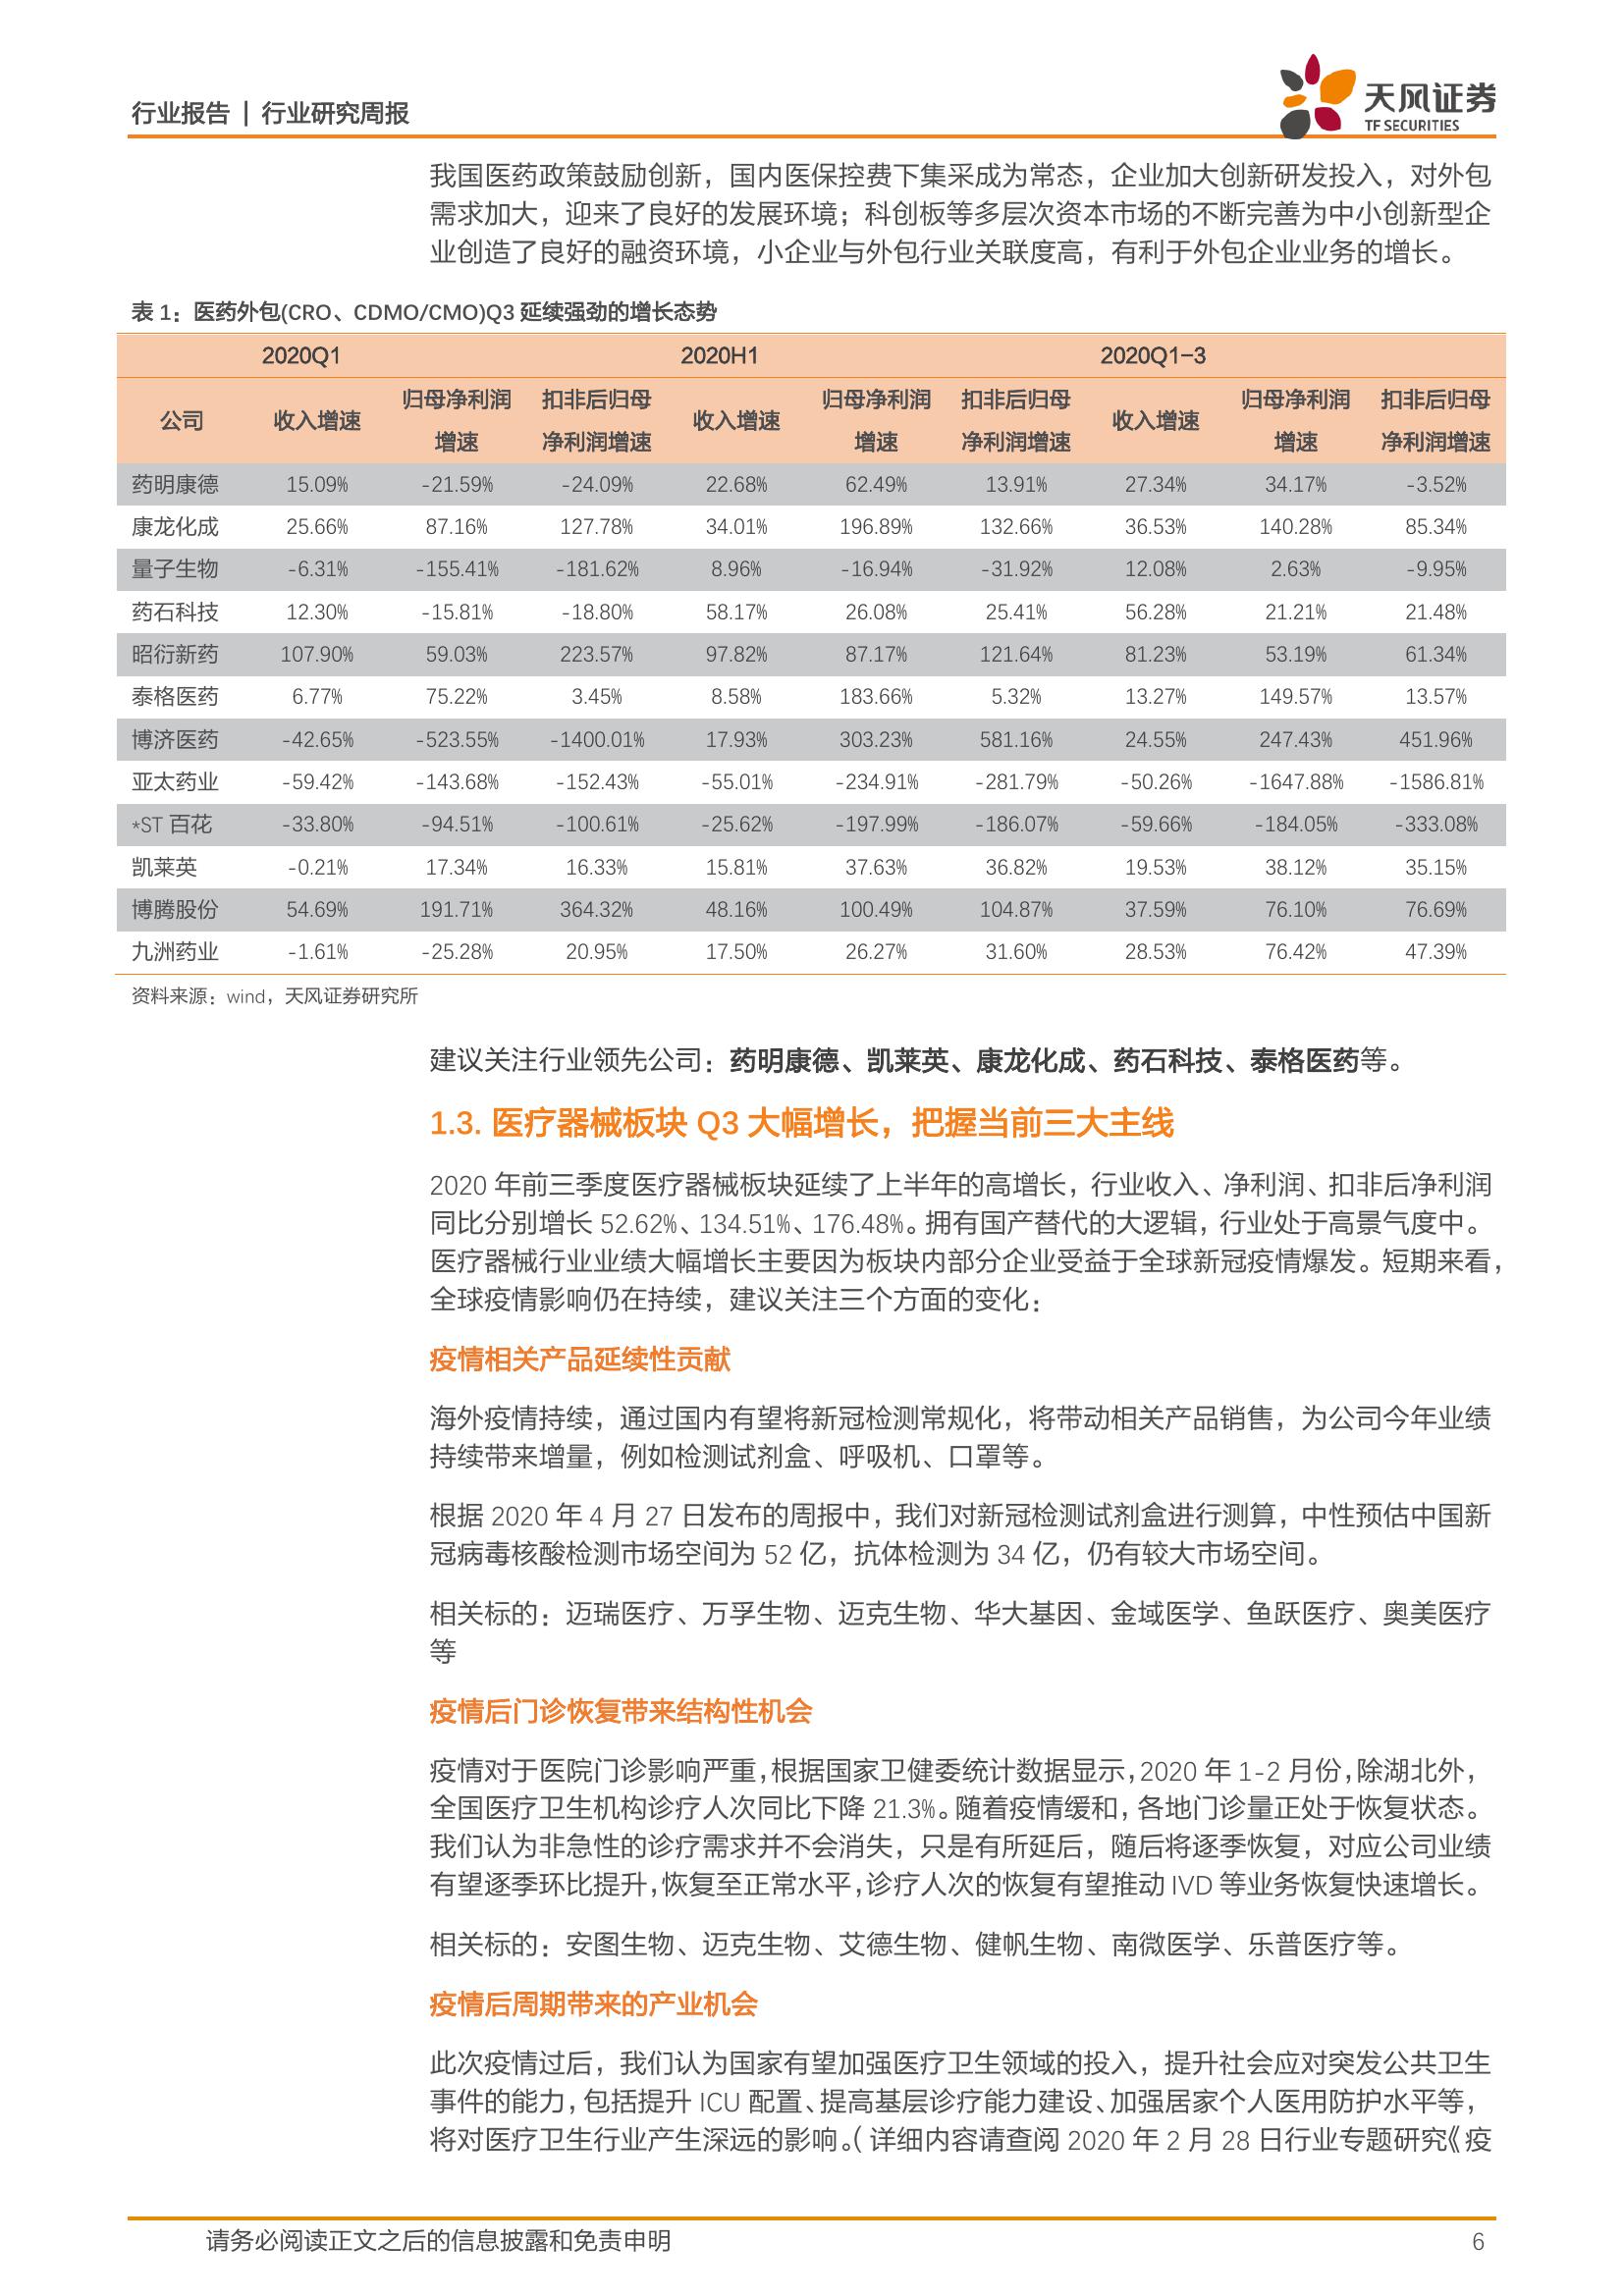 行业报告 | 行业研究周报
天风证券
TF SECURITIES
我国医药政策鼓励创新，国内医保控费下集采成为常态，企业加大创新研发投入，对外包
需求加大，迎来了良好的发展环境；科创板等多层次资本市场的不断完善为中小创新型企
业创造了良好的融资环境，小企业与外包行业关联度高，有利于外包企业业务的增长。
表 1：医药外包(CRO、CDMO/CMO)Q3 延续强劲的增长态势
2020Q1 2020H1 2020Q1-3
公司 收入增速 归母净利润增速 扣非后归母净利润增速 收入增速 归母净利润增速 扣非后归母净利润增速 收入增速 归母净利润增速 扣非后归母净利润增速
药明康德 15.09% -21.59% -24.09% 22.68% 62.49% 13.91% 27.34% 34.17% -3.52%
康龙化成 25.66% 87.16% 127.78% 34.01% 196.89% 132.66% 36.53% 140.28% 85.34%
量子生物 -6.31% -155.41% -181.62% 8.96% -16.94% -31.92% 12.08% 2.63% -9.95%
药石科技 12.30% -15.81% -18.80% 58.17% 26.08% 25.41% 56.28% 21.21% 21.48%
昭衍新药 107.90% 59.03% 223.57% 97.82% 87.17% 121.64% 81.23% 53.19% 61.34%
泰格医药 6.77% 75.22% 3.45% 8.58% 183.66% 5.32% 13.27% 149.57% 13.57%
博济医药 -42.65% -523.55% -1400.01% 17.93% 303.23% 581.16% 24.55% 247.43% 451.96%
亚太药业 -59.42% -143.68% -152.43% -55.01% -234.91% -281.79% -50.26% -1647.88% -1586.81%
*ST 百花 -33.80% -94.51% -100.61% -25.62% -197.99% -186.07% -59.66% -184.05% -333.08%
凯莱英 -0.21% 17.34% 16.33% 15.81% 37.63% 36.82% 19.53% 38.12% 35.15%
博腾股份 54.69% 191.71% 364.32% 48.16% 100.49% 104.87% 37.59% 76.10% 76.69%
九洲药业 -1.61% -25.28% 20.95% 17.50% 26.27% 31.60% 28.53% 76.42% 47.39%
资料来源：wind，天风证券研究所
建议关注行业领先公司：药明康德、凯莱英、康龙化成、药石科技、泰格医药等。
1.3. 医疗器械板块 Q3 大幅增长，把握当前三大主线
2020 年前三季度医疗器械板块延续了上半年的高增长，行业收入、净利润、扣非后净利润
同比分别增长 52.62%、134.51%、176.48%。拥有国产替代的大逻辑，行业处于高景气度中。
医疗器械行业业绩大幅增长主要因为板块内部分企业受益于全球新冠疫情爆发。短期来看，
全球疫情影响仍在持续，建议关注三个方面的变化：
疫情相关产品延续性贡献
海外疫情持续，通过国内有望将新冠检测常规化，将带动相关产品销售，为公司今年业绩
持续带来增量，例如检测试剂盒、呼吸机、口罩等。
根据 2020 年 4 月 27 日发布的周报中，我们对新冠检测试剂盒进行测算，中性预估中国新
冠病毒核酸检测市场空间为 52 亿，抗体检测为 34 亿，仍有较大市场空间。
相关标的：迈瑞医疗、万孚生物、迈克生物、华大基因、金域医学、鱼跃医疗、奥美医疗
等
疫情后门诊恢复带来结构性机会
疫情对于医院门诊影响严重，根据国家卫健委统计数据显示，2020 年 1-2 月份，除湖北外，
全国医疗卫生机构诊疗人次同比下降 21.3%。随着疫情缓和，各地门诊量正处于恢复状态。
我们认为非急性的诊疗需求并不会消失，只是有所延后，随后将逐季恢复，对应公司业绩
有望逐季环比提升，恢复至正常水平，诊疗人次的恢复有望推动 IVD 等业务恢复快速增长。
相关标的：安图生物、迈克生物、艾德生物、健帆生物、南微医学、乐普医疗等。
疫情后周期带来的产业机会
此次疫情过后，我们认为国家有望加强医疗卫生领域的投入，提升社会应对突发公共卫生
事件的能力，包括提升 ICU 配置、提高基层诊疗能力建设、加强居家个人医用防护水平等，
将对医疗卫生行业产生深远的影响。（详细内容请查阅 2020 年 2 月 28 日行业专题研究《疫
请务必阅读正文之后的信息披露和免责申明 6